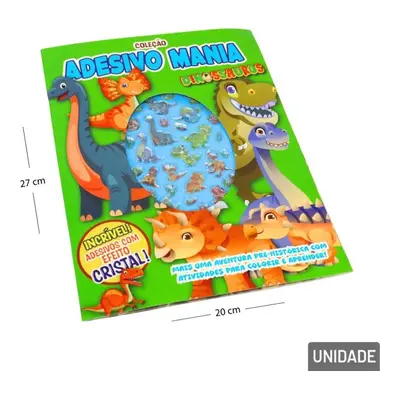 COLEÇÃO
ADESIVO MANIA
DINOSSAUROS
27 cm
INCRÍVEL!
ADESIVOS COM
EFEITO
CRISTAL!
MAIS UMA AVENTURA PRÉ-HISTÓRICA COM
ATIVIDADES PARA COLORIR E APRENDER!
20 cm
UNIDADE